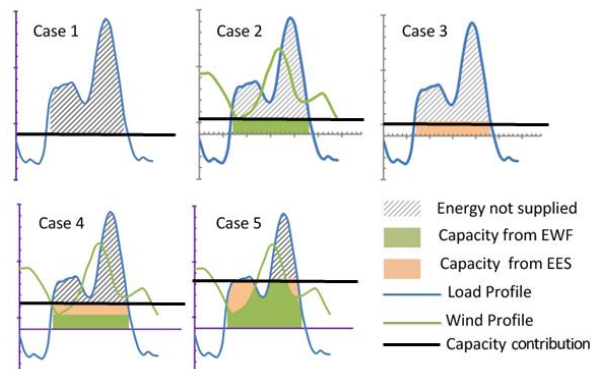 Case 1
Case 2
Case 3
Case 4
Case 5
Energy not supplied
Capacity from EWF
Capacity from EES
Load Profile
Wind Profile
Capacity contribution